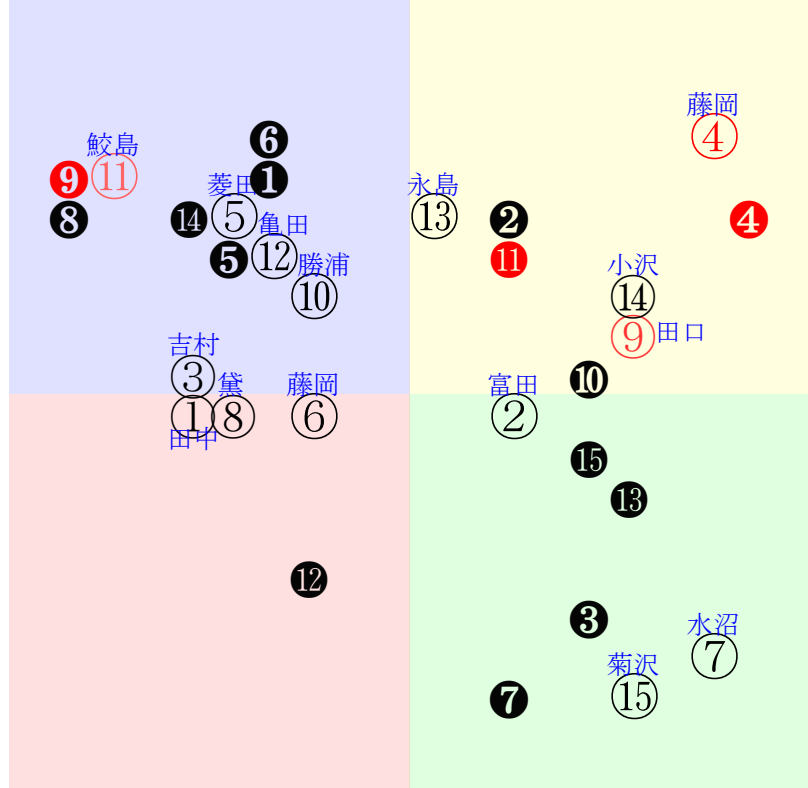 藤岡
④
❻
鮫島
⑪
❾
菱田
❶
永島
❽
⓮
⑤
亀田
⑬
❷
❹
❺
⑫
⓫
勝浦
⑩
小沢
⑭
吉村
⑨
田口
③
黛
藤岡
富田
❿
①
⑧
⑥
②
田中
⓯
⓭
⓬
❸
水沼
⑦
菊沢
⑮
❼